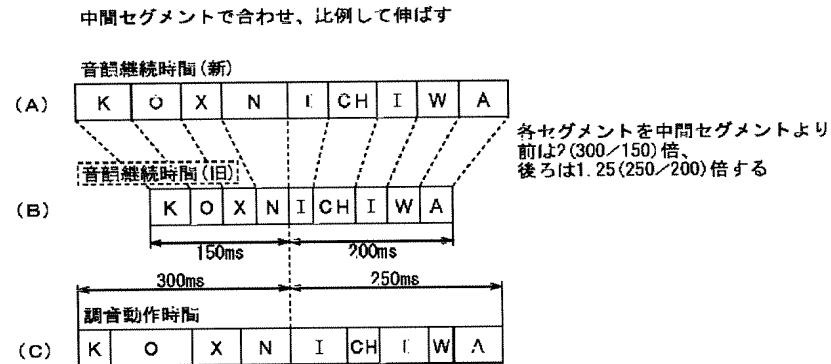 中間セグメントで合わせ、比例して伸ばす
音韻継続時間(新)
(A) K O X N I CH I W A
各セグメントを中間セグメントより
前は2(300/150)倍、
後ろは1.25(250/200)倍する
音韻継続時間(旧)
(B) K O X N I CH I W A
150ms 200ms
300ms 250ms
調音動作時間
(C) K O X N I CH I W A